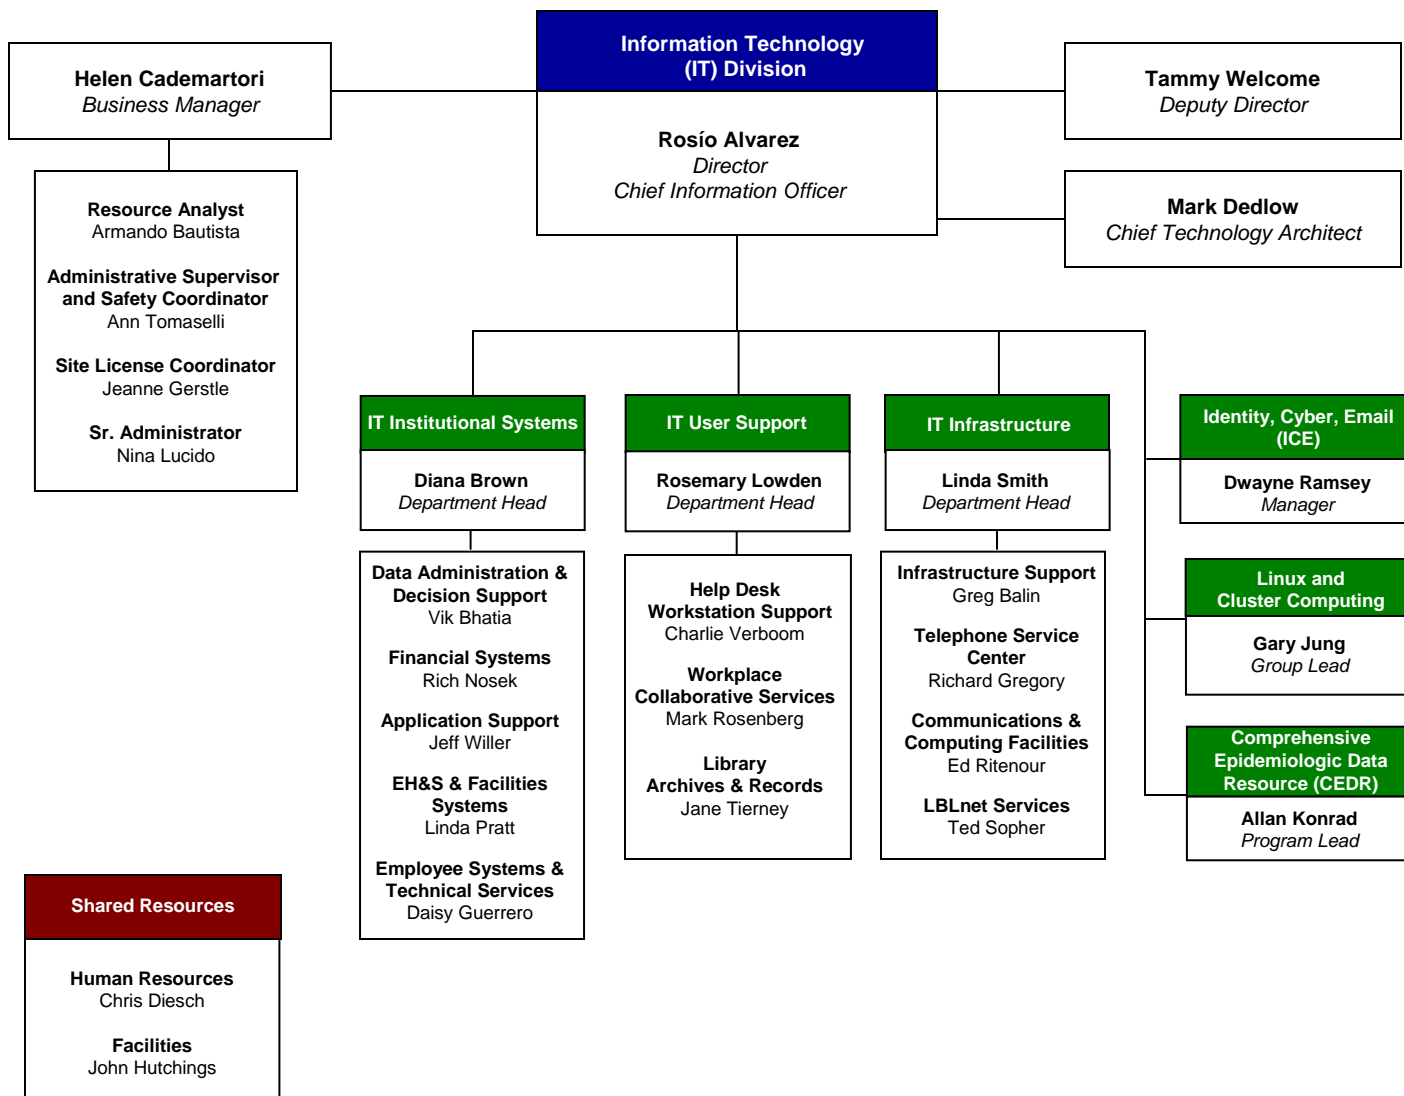 Information Technology
(IT) Division
Rosío Alvarez
Director
Chief Information Officer
Helen Cademartori
Business Manager
Tammy Welcome
Deputy Director
Mark Dedlow
Chief Technology Architect
Resource Analyst
Armando Bautista
Administrative Supervisor
and Safety Coordinator
Ann Tomaselli
Site License Coordinator
Jeanne Gerstle
Sr. Administrator
Nina Lucido
IT Institutional Systems
Diana Brown
Department Head
Data Administration &
Decision Support
Vik Bhatia
Financial Systems
Rich Nosek
Application Support
Jeff Willer
EH&S & Facilities
Systems
Linda Pratt
Employee Systems &
Technical Services
Daisy Guerrero
IT User Support
Rosemary Lowden
Department Head
Help Desk
Workstation Support
Charlie Verboom
Workplace
Collaborative Services
Mark Rosenberg
Library
Archives & Records
Jane Tierney
IT Infrastructure
Linda Smith
Department Head
Infrastructure Support
Greg Balin
Telephone Service
Center
Richard Gregory
Communications &
Computing Facilities
Ed Ritenour
LBLnet Services
Ted Sopher
Identity, Cyber, Email
(ICE)
Dwayne Ramsey
Manager
Linux and
Cluster Computing
Gary Jung
Group Lead
Comprehensive
Epidemiologic Data
Resource (CEDR)
Allan Konrad
Program Lead
Shared Resources
Human Resources
Chris Diesch
Facilities
John Hutchings